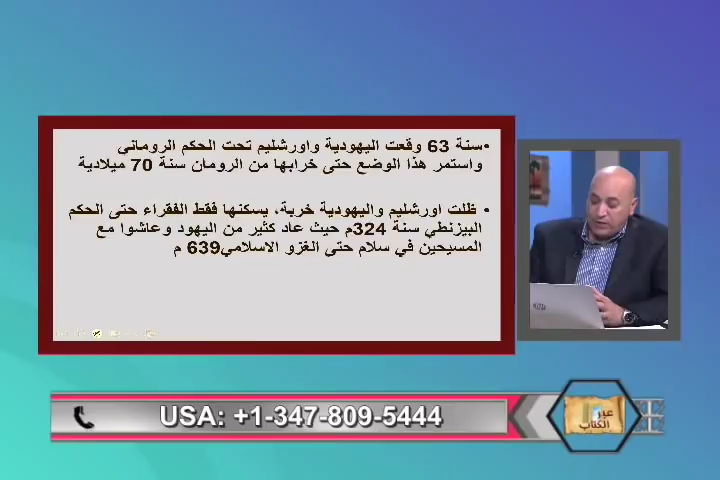 •سنة 63 وقعت اليهودية واورشليم تحت الحكم الروماني
واستمر هذا الوضع حتى خرابها من الرومان سنة 70 ميلادية
• ظلت اورشليم واليهودية خربة، يسكنها فقط الفقراء حتى الحكم
البيزنطي سنة 324م حيث عاد كثير من اليهود وعاشوا مع
المسيحين في سلام حتى الغزو الاسلامي639 م
USA: +1-347-809-5444
عبر
الكتاب